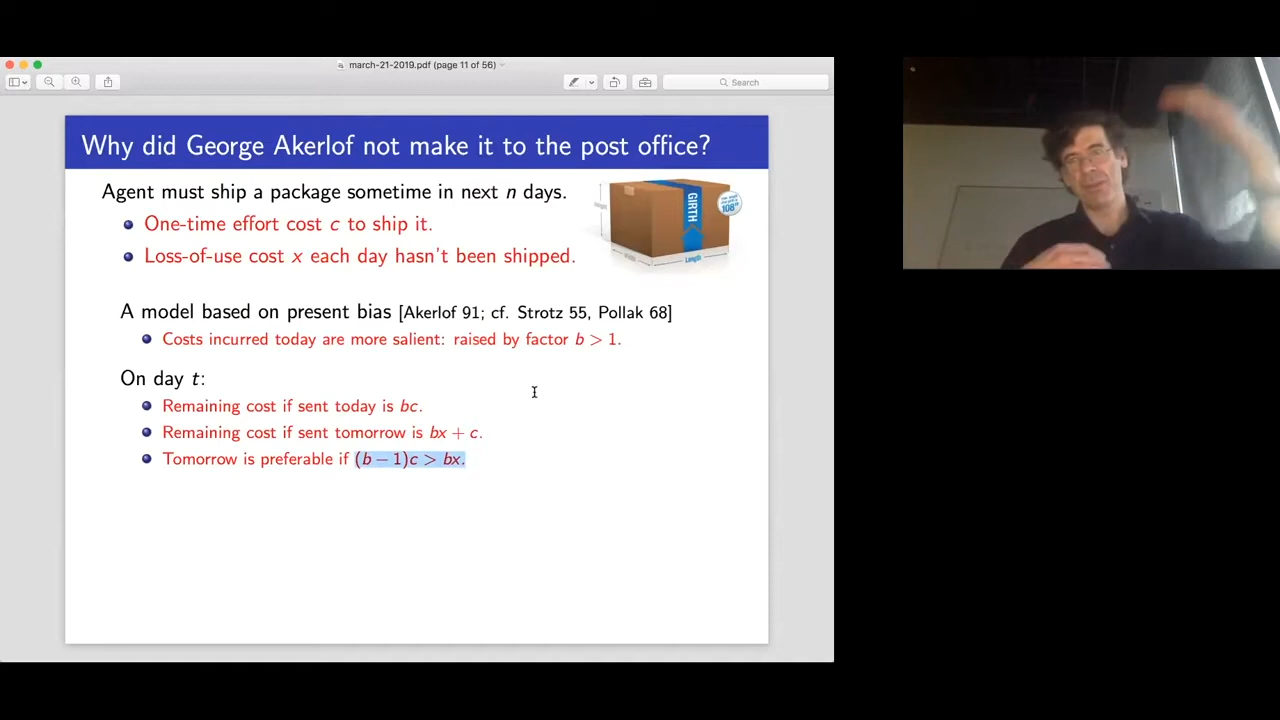 march-21-2019.pdf (page 11 of 56)
Search
Why did George Akerlof not make it to the post office?
Agent must ship a package sometime in next n days.
One-time effort cost c to ship it.
Loss-of-use cost x each day hasn't been shipped.
GIRTH
108"
Length
A model based on present bias [Akerlof 91; cf. Strotz 55, Pollak 68]
Costs incurred today are more salient: raised by factor b > 1.
On day t:
Remaining cost if sent today is bc.
Remaining cost if sent tomorrow is bx + c.
Tomorrow is preferable if (b − 1)c > bx.